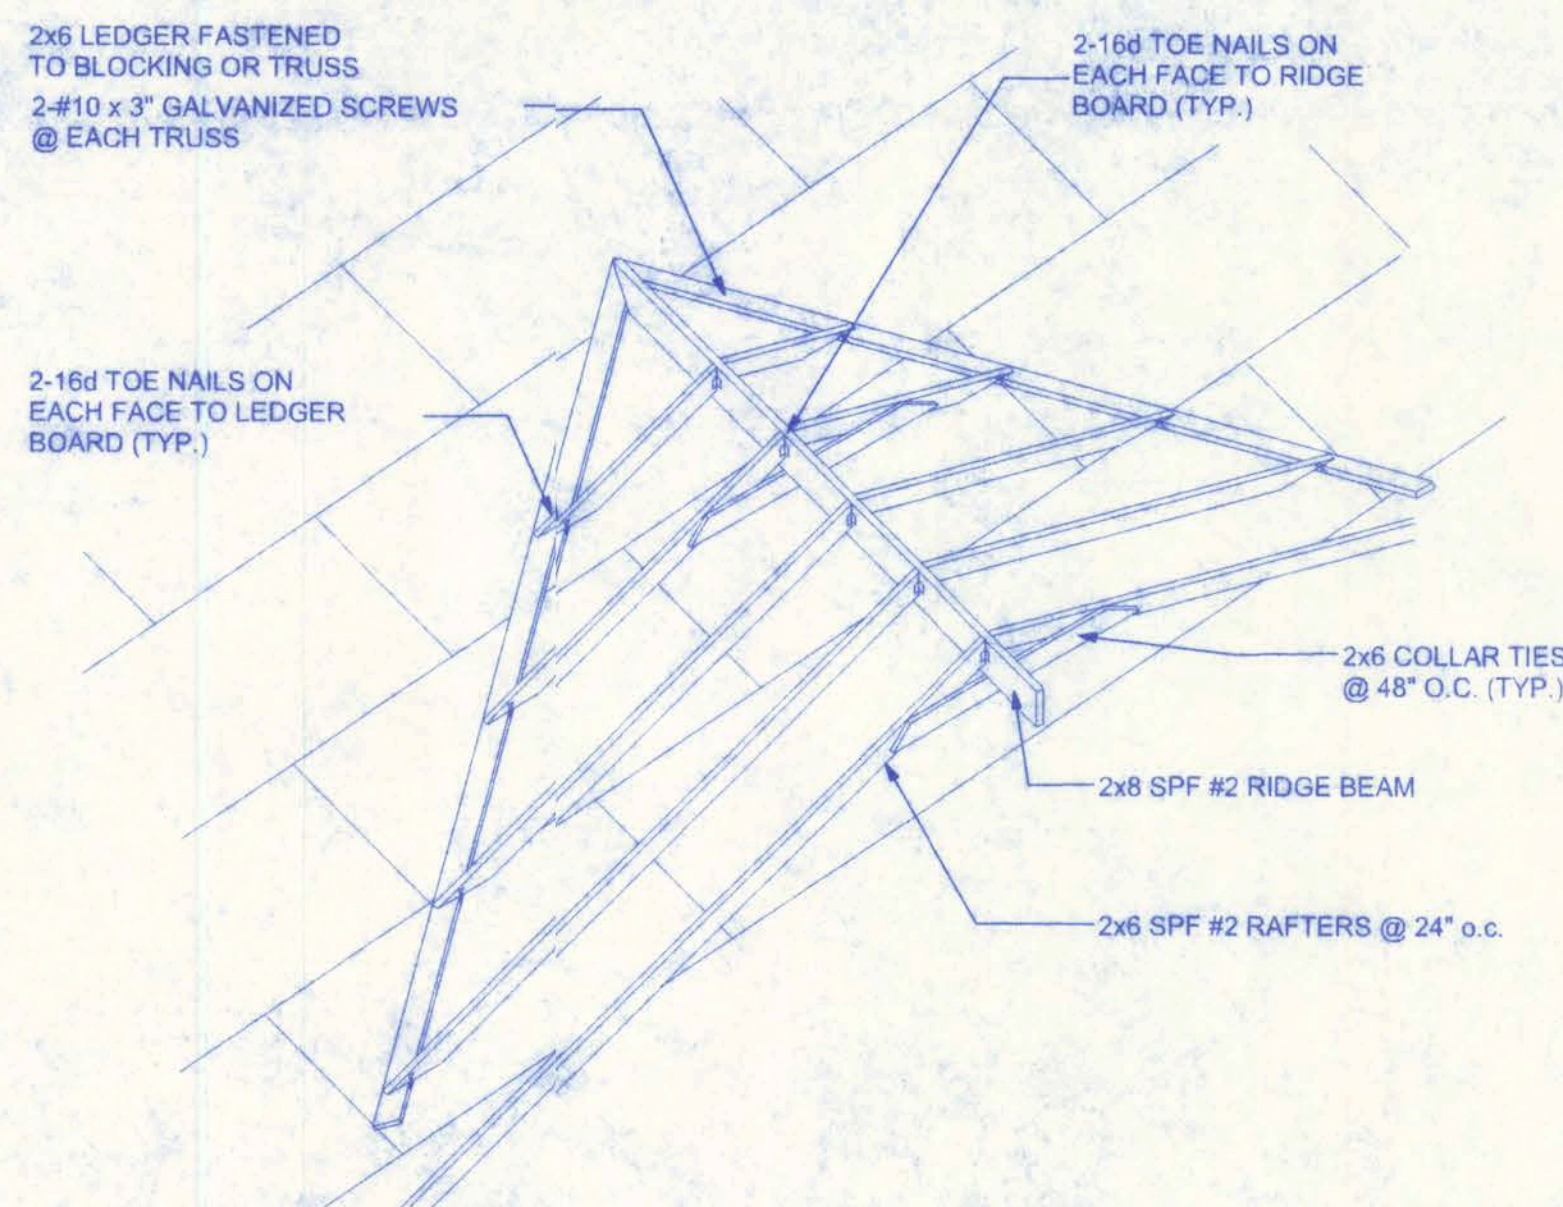 2x6 LEDGER FASTENED
TO BLOCKING OR TRUSS
2-#10 x 3" GALVANIZED SCREWS
@ EACH TRUSS
2-16d TOE NAILS ON
EACH FACE TO RIDGE
BOARD (TYP.)
2-16d TOE NAILS ON
EACH FACE TO LEDGER
BOARD (TYP.)
2x6 COLLAR TIES
@ 48" O.C. (TYP.)
2x8 SPF #2 RIDGE BEAM
2x6 SPF #2 RAFTERS @ 24" o.c.